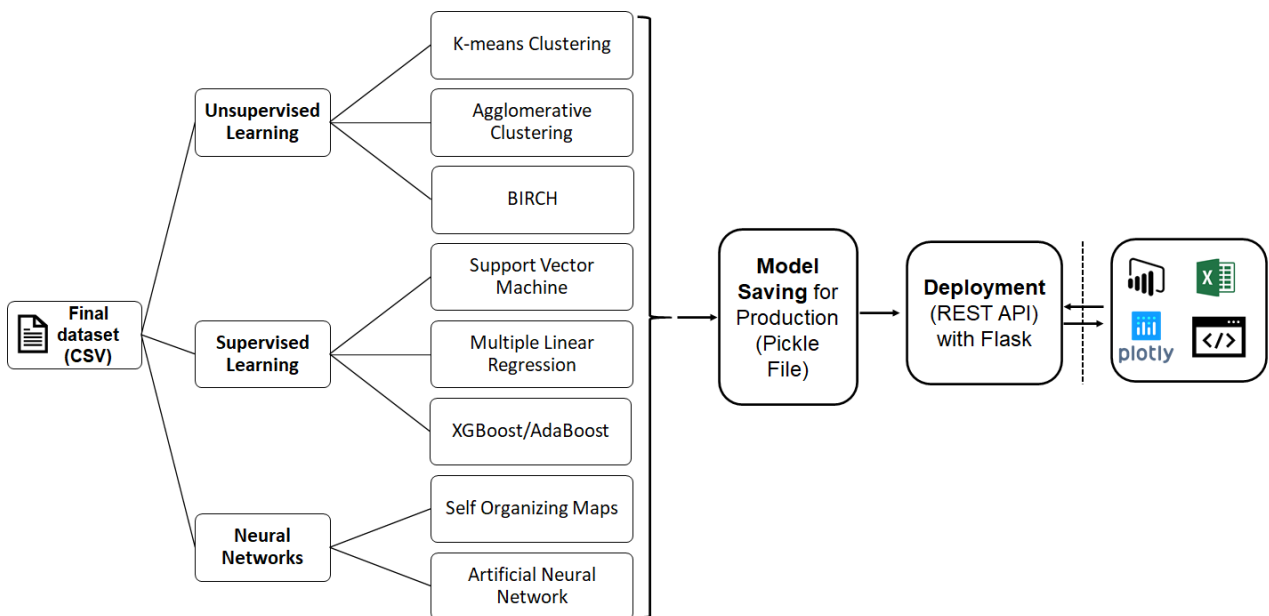 Final
dataset
(CSV)
Unsupervised
Learning
Supervised
Learning
Neural
Networks
K-means Clustering
Agglomerative
Clustering
BIRCH
Support Vector
Machine
Multiple Linear
Regression
XGBoost/AdaBoost
Self Organizing Maps
Artificial Neural
Network
Model
Saving for
Production
(Pickle
File)
Deployment
(REST API)
with Flask
X
plotly
</>